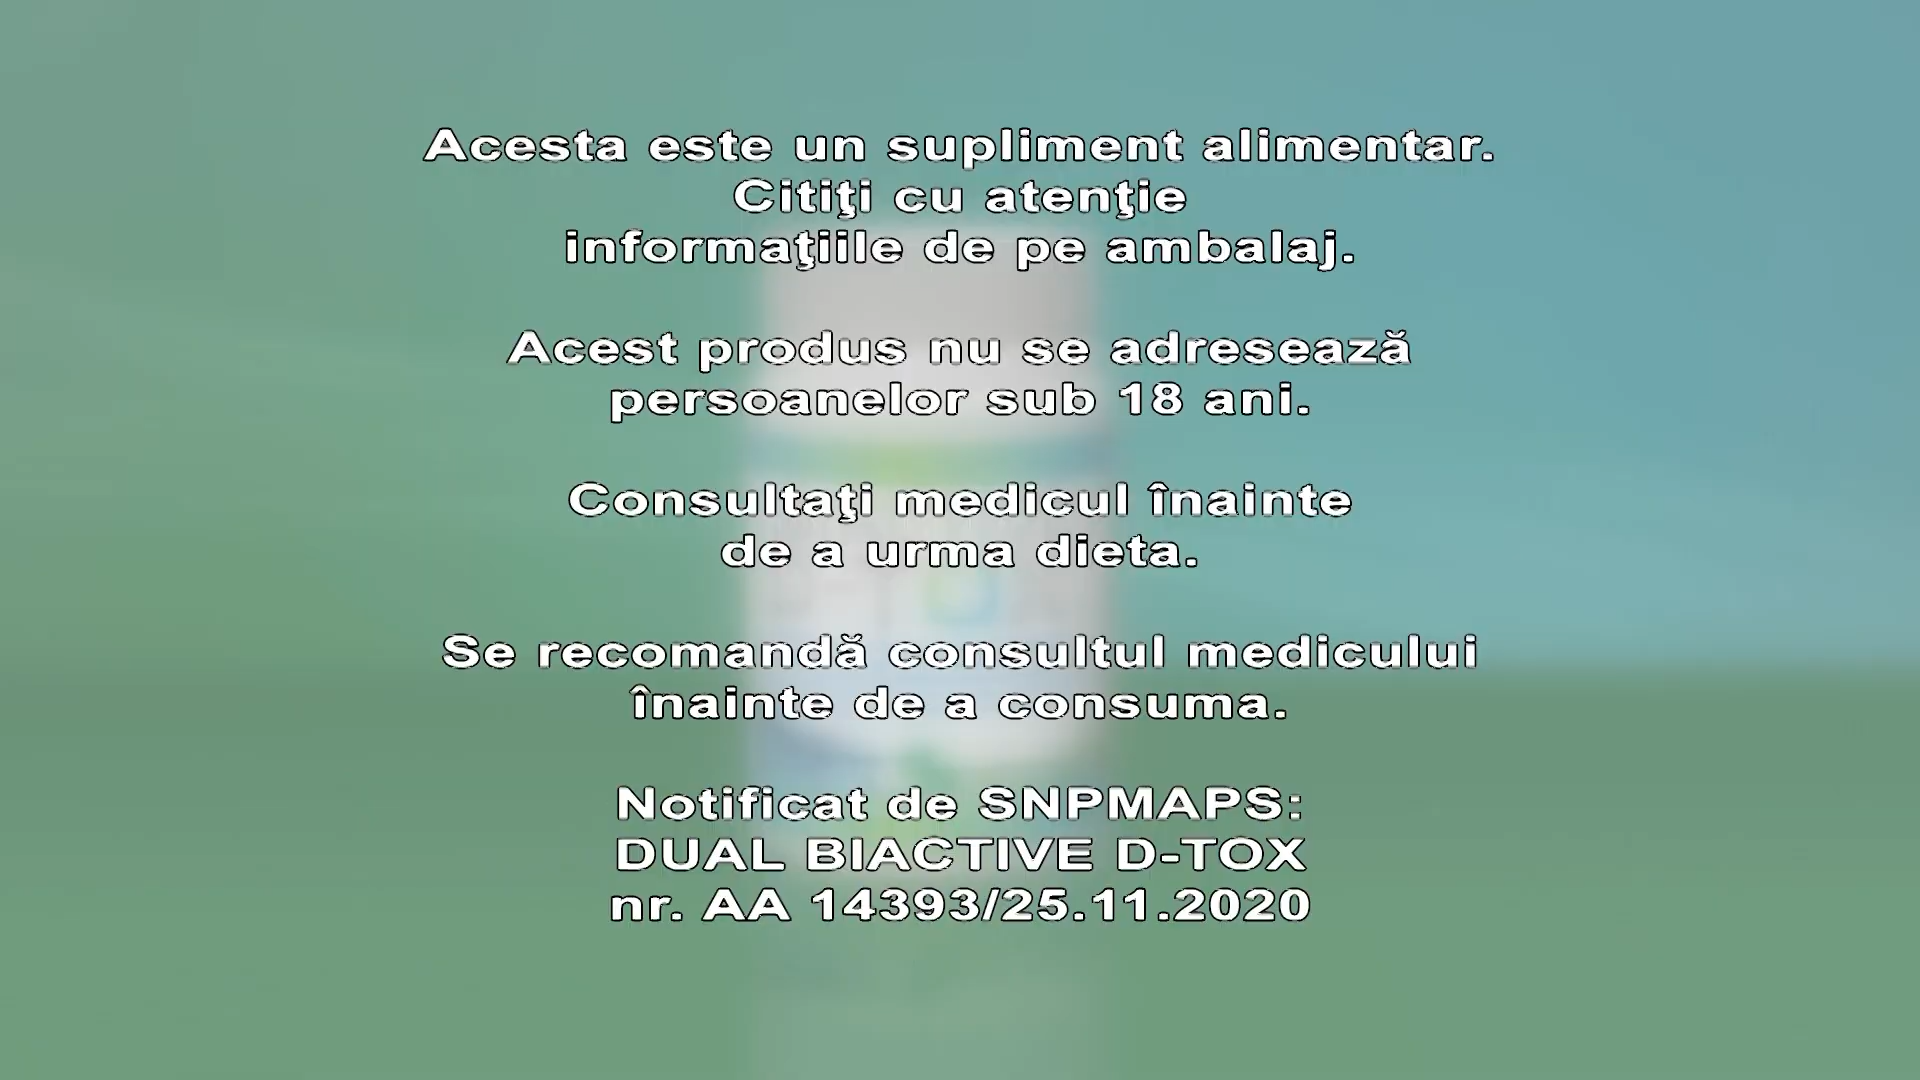 Acesta este un supliment alimentar.
Citiţi cu atenţie
informaţiile de pe ambalaj.
Acest produs nu se adresează
persoanelor sub 18 ani.
Consultaţi medicul înainte
de a urma dieta.
Se recomandă consultul medicului
înainte de a consuma.
Notificat de SNPMAPS:
DUAL BIACTIVE D-TOX
nr. AA 14393/25.11.2020